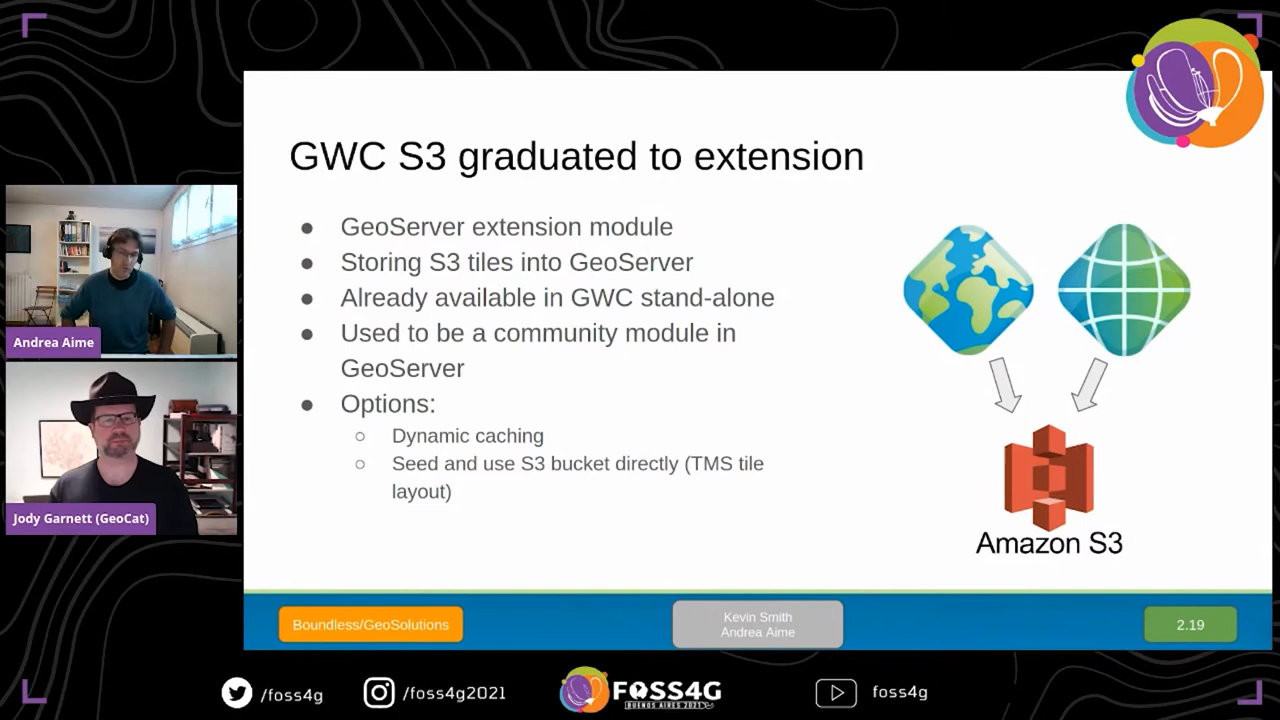 GWC S3 graduated to extension
● GeoServer extension module
● Storing S3 tiles into GeoServer
● Already available in GWC stand-alone
● Used to be a community module in
GeoServer
● Options:
○ Dynamic caching
○ Seed and use S3 bucket directly (TMS tile
layout)
Amazon S3
Andrea Aime
Jody Garnett (GeoCat)
Boundless/GeoSolutions
Kevin Smith
Andrea Aime
2.19
/foss4g
/foss4g2021
FOSS4G
BUENOS AIRES 2021
foss4g